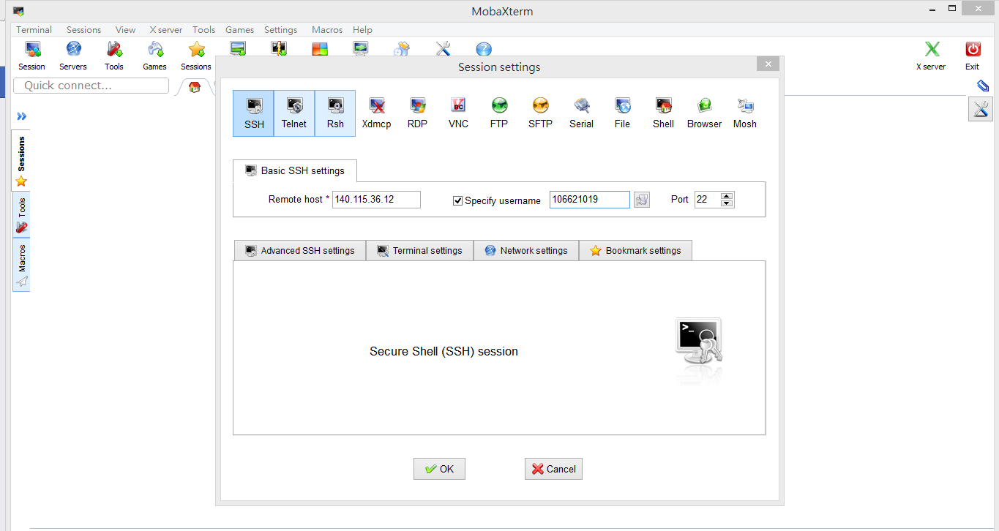 MobaXterm
Terminal Sessions View X server Tools Games Settings Macros Help
Session Servers Tools Games Sessions X server Exit
Quick connect...
Session settings
SSH Telnet Rsh Xdmcp RDP VNC FTP SFTP Serial File Shell Browser Mosh
Sessions
Tools
Macros
Basic SSH settings
Remote host * 140.115.36.12 Specify username 106621019 Port 22
Advanced SSH settings Terminal settings Network settings Bookmark settings
Secure Shell (SSH) session
OK Cancel